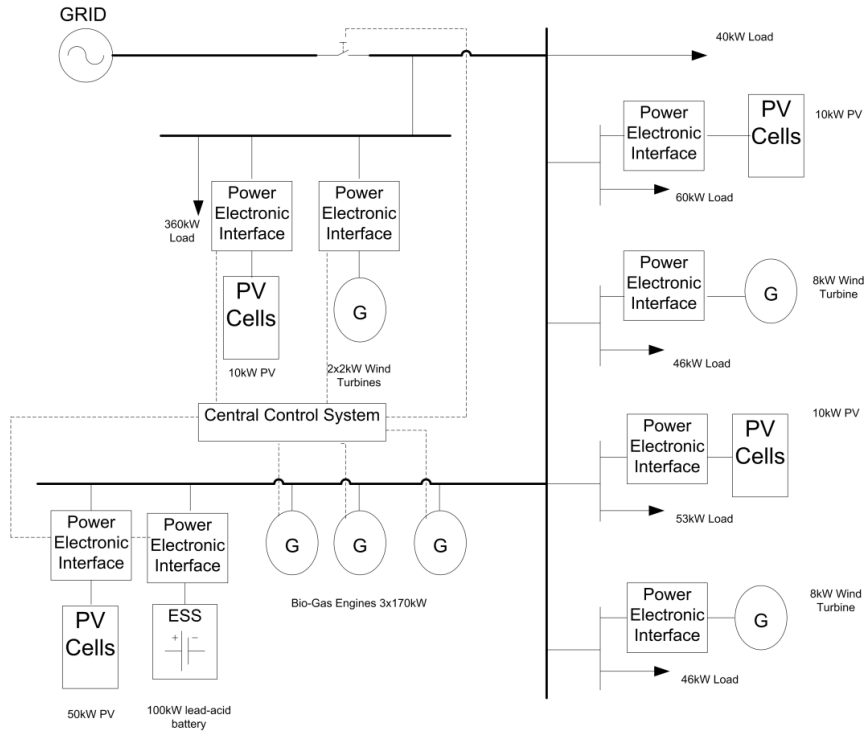 GRID
40kW Load
Power
Electronic
Interface
PV
Cells
10kW PV
60kW Load
360kW
Load
Power
Electronic
Interface
Power
Electronic
Interface
PV
Cells
G
10kW PV
2x2kW Wind
Turbines
Power
Electronic
Interface
G
8kW Wind
Turbine
46kW Load
Central Control System
Power
Electronic
Interface
PV
Cells
10kW PV
53kW Load
Power
Electronic
Interface
Power
Electronic
Interface
G
G
G
Bio-Gas Engines 3x170kW
PV
Cells
ESS
+ −
50kW PV
100kW lead-acid
battery
Power
Electronic
Interface
G
8kW Wind
Turbine
46kW Load